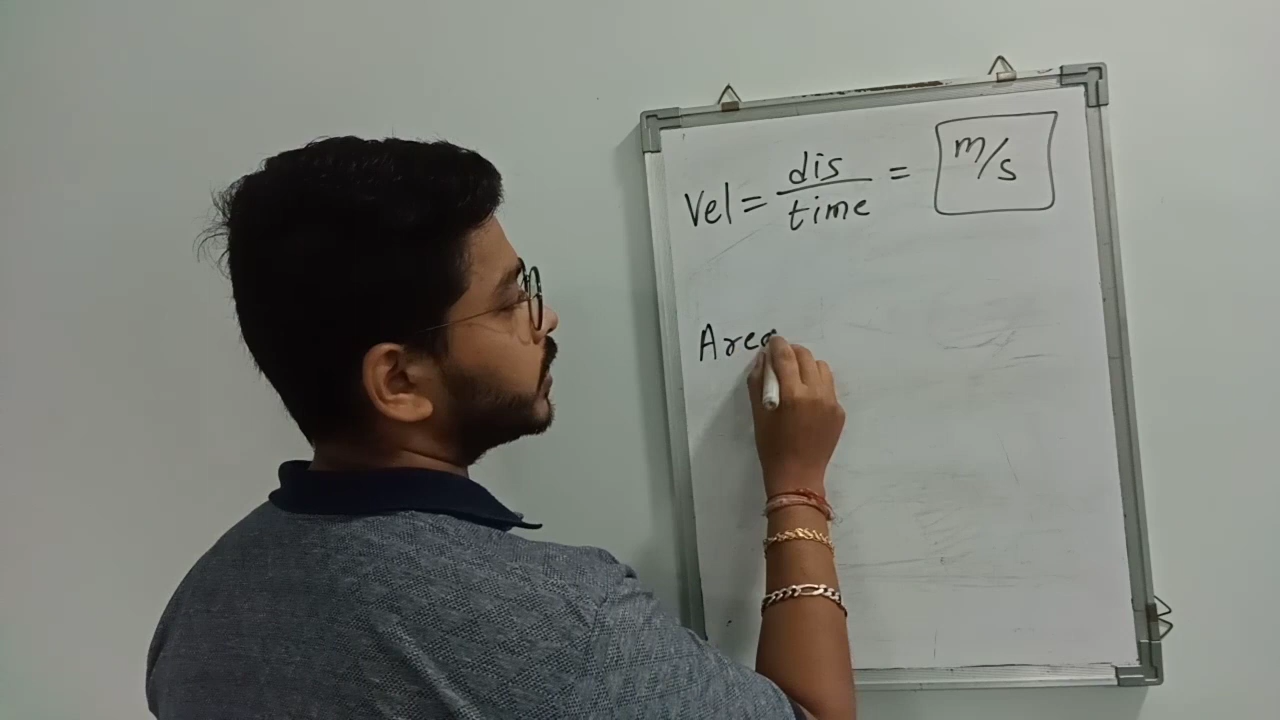 Vel = dis/time = m/s
Area